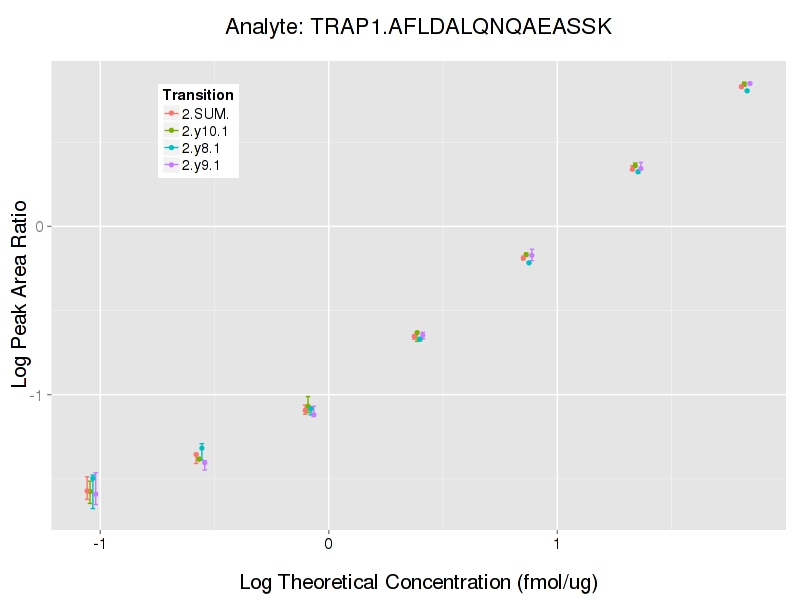 Analyte: TRAP1.AFLDALQNQAEASSK
Transition
2.SUM.
2.y10.1
2.y8.1
2.y9.1
Log Peak Area Ratio
0
-1
-1
0
1
Log Theoretical Concentration (fmol/ug)